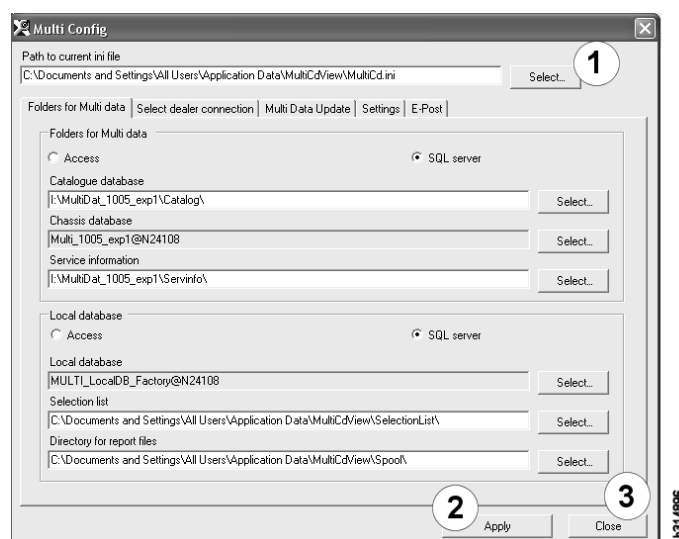 Multi Config
Path to current ini file
C:\Documents and Settings\All Users\Application Data\MultiCdView\MultiCd.ini
Select...
1
Folders for Multi data
Select dealer connection
Multi Data Update
Settings
E-Post
Folders for Multi data
Access
SQL server
Catalogue database
I:\MultiDat_1005_exp1\Catalog\
Select...
Chassis database
Multi_1005_exp1@N24108
Select...
Service information
I:\MultiDat_1005_exp1\Servinfo\
Select...
Local database
Access
SQL server
Local database
MULTI_LocalDB_Factory@N24108
Select...
Selection list
C:\Documents and Settings\All Users\Application Data\MultiCdView\SelectionList\
Select...
Directory for report files
C:\Documents and Settings\All Users\Application Data\MultiCdView\Spool\
Select...
2
Apply
3
Close
b314896